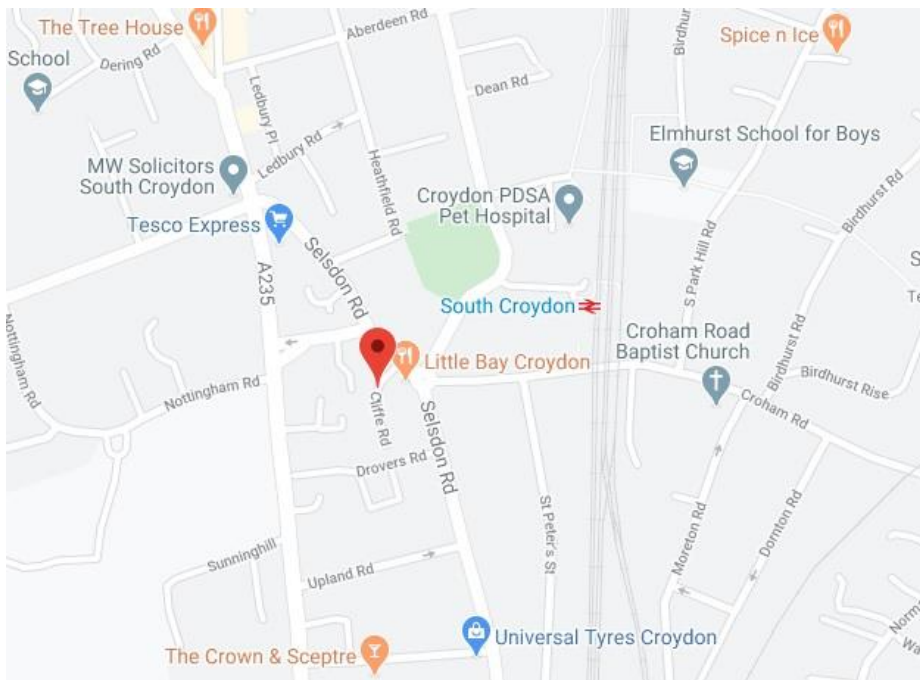 The Tree House
Aberdeen Rd
Birdhurst
Spice n Ice
School
Dering Rd
Ledbury Pl
Dean Rd
Ledbury Rd
Elmhurst School for Boys
MW Solicitors
South Croydon
Heathfield Rd
Croydon PDSA
Pet Hospital
Birdhurst Rd
Tesco Express
Selsdon Rd
S Park Hill Rd
A235
South Croydon
Nottingham Rd
Croham Road
Baptist Church
Birdhurst Rd
Little Bay Croydon
Birdhurst Rise
Nottingham Rd
Cliffe Rd
Selsdon Rd
Croham Rd
Drovers Rd
St Peter's St
Moreton Rd
Dornton Rd
Sunninghill
Upland Rd
Universal Tyres Croydon
The Crown & Sceptre